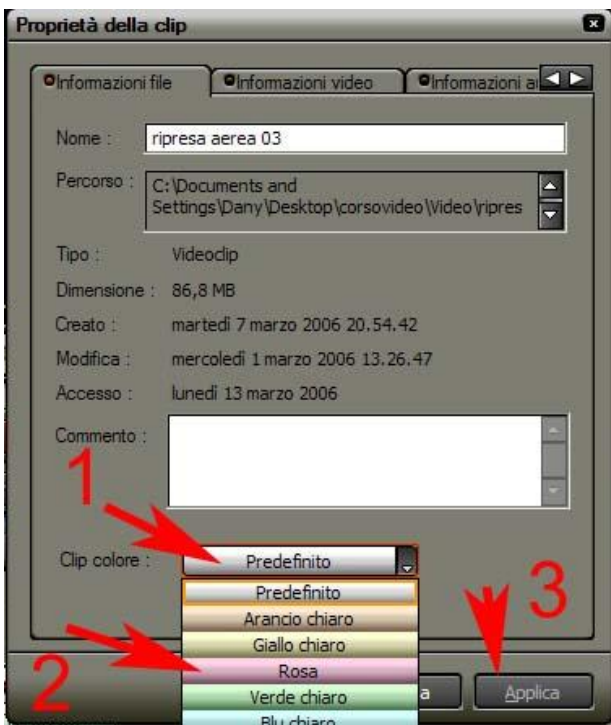 Proprietà della clip
Informazioni file
Informazioni video
Informazioni
Nome :
ripresa aerea 03
Percorso :
C:\Documents and
Settings\Dany\Desktop\corsovideo\Video\ripres
Tipo :
Videoclip
Dimensione :
86,8 MB
Creato :
martedì 7 marzo 2006 20.54.42
Modifica :
mercoledì 1 marzo 2006 13.26.47
Accesso :
lunedì 13 marzo 2006
Commento :
1
Clip colore :
Predefinito
Predefinito
Arancio chiaro
Giallo chiaro
Rosa
Verde chiaro
Blu chiaro
2
3
a
Applica